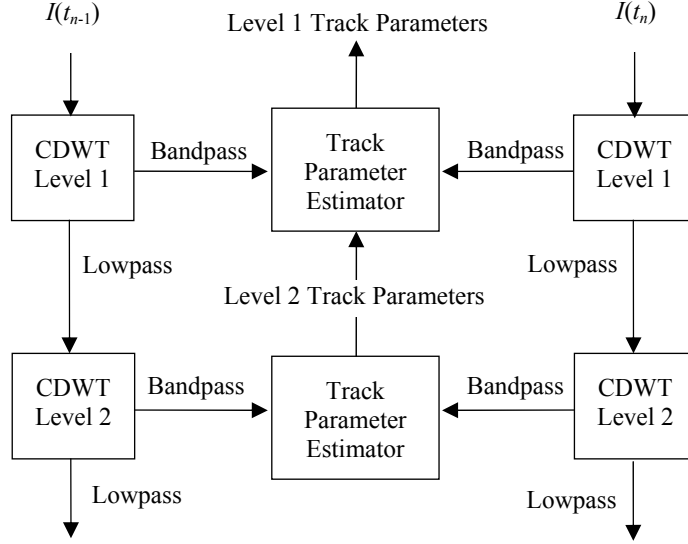 I(tn-1)
Level 1 Track Parameters
I(tn)
CDWT
Level 1
Bandpass
Track
Parameter
Estimator
Bandpass
CDWT
Level 1
Lowpass
Lowpass
Level 2 Track Parameters
CDWT
Level 2
Bandpass
Track
Parameter
Estimator
Bandpass
CDWT
Level 2
Lowpass
Lowpass